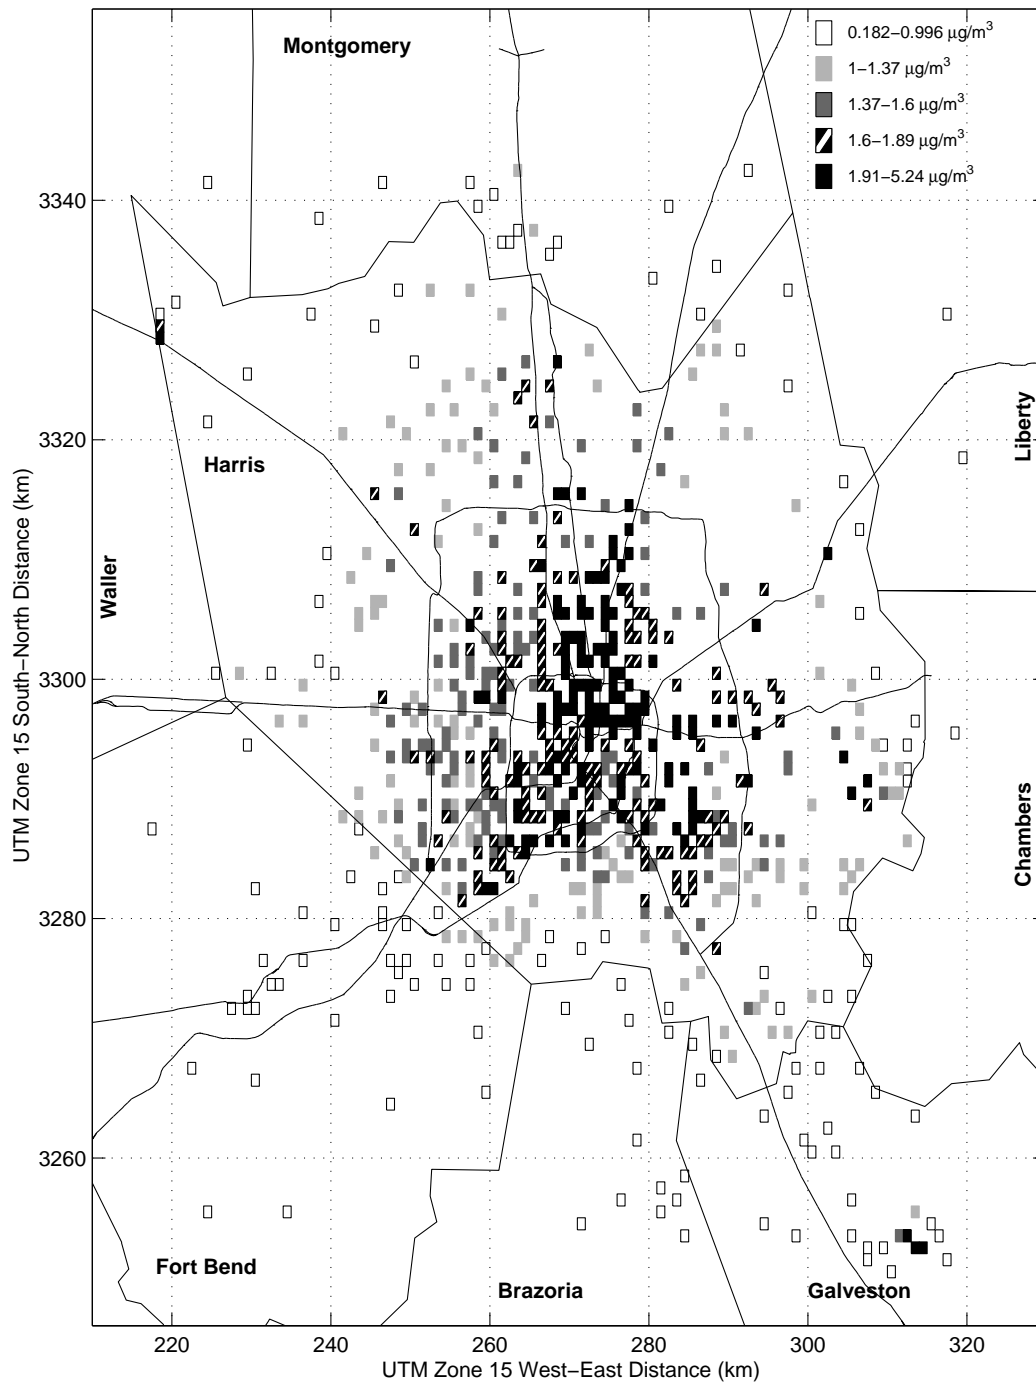 Montgomery
0.182−0.996 μg/m3
1−1.37 μg/m3
1.37−1.6 μg/m3
1.6−1.89 μg/m3
1.91−5.24 μg/m3
3340
3320
3300
3280
3260
UTM Zone 15 South−North Distance (km)
Harris
Liberty
Waller
Chambers
Fort Bend
Brazoria
Galveston
220
240
260
280
300
320
UTM Zone 15 West−East Distance (km)